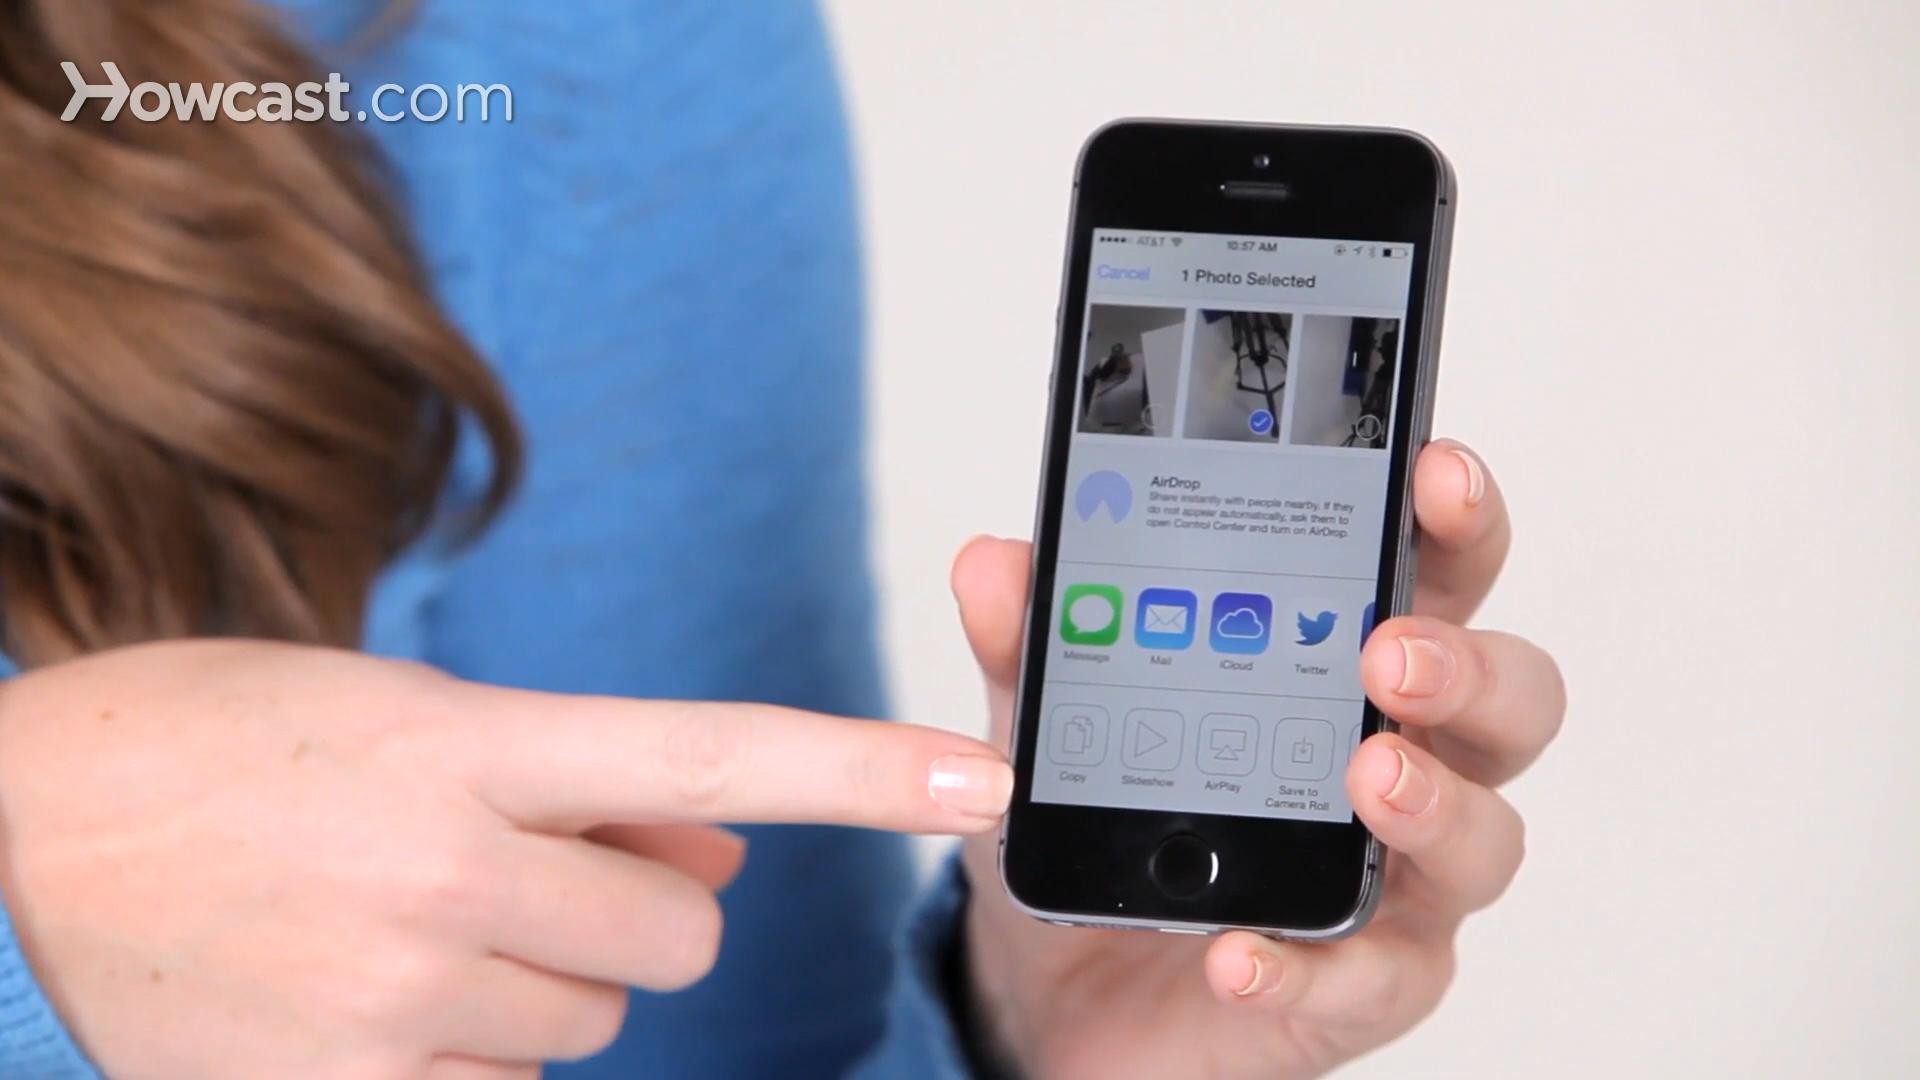 Howcast.com
AT&T 10:57 AM
Cancel 1 Photo Selected
AirDrop
Share instantly with people nearby. If they
do not appear automatically, ask them to
open Control Center and turn on AirDrop.
Message Mail iCloud Twitter
Copy Slideshow AirPlay Save to
Camera Roll